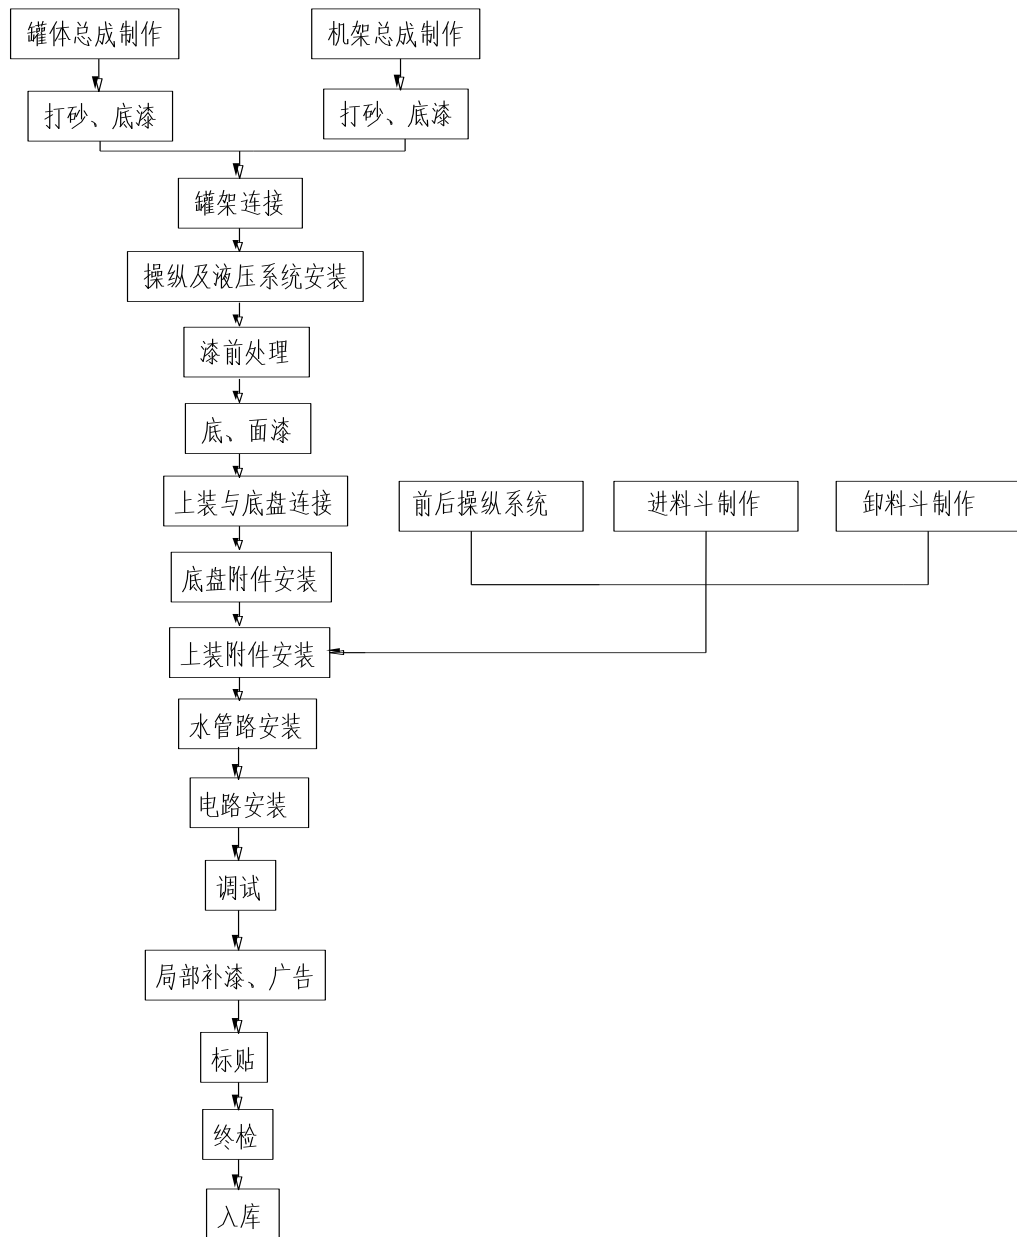 罐体总成制作
机架总成制作
打砂、底漆
打砂、底漆
罐架连接
操纵及液压系统安装
漆前处理
底、面漆
上装与底盘连接
前后操纵系统
进料斗制作
卸料斗制作
底盘附件安装
上装附件安装
水管路安装
电路安装
调试
局部补漆、广告
标贴
终检
入库